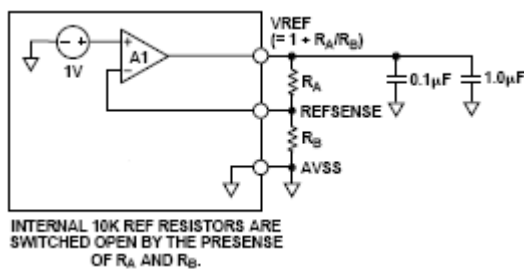 VREF
(= 1 + RA/RB)
1V
A1
RA
0.1µF
1.0µF
REFSENSE
RB
AVSS
INTERNAL 10K REF RESISTORS ARE
SWITCHED OPEN BY THE PRESENSE
OF RA AND RB.